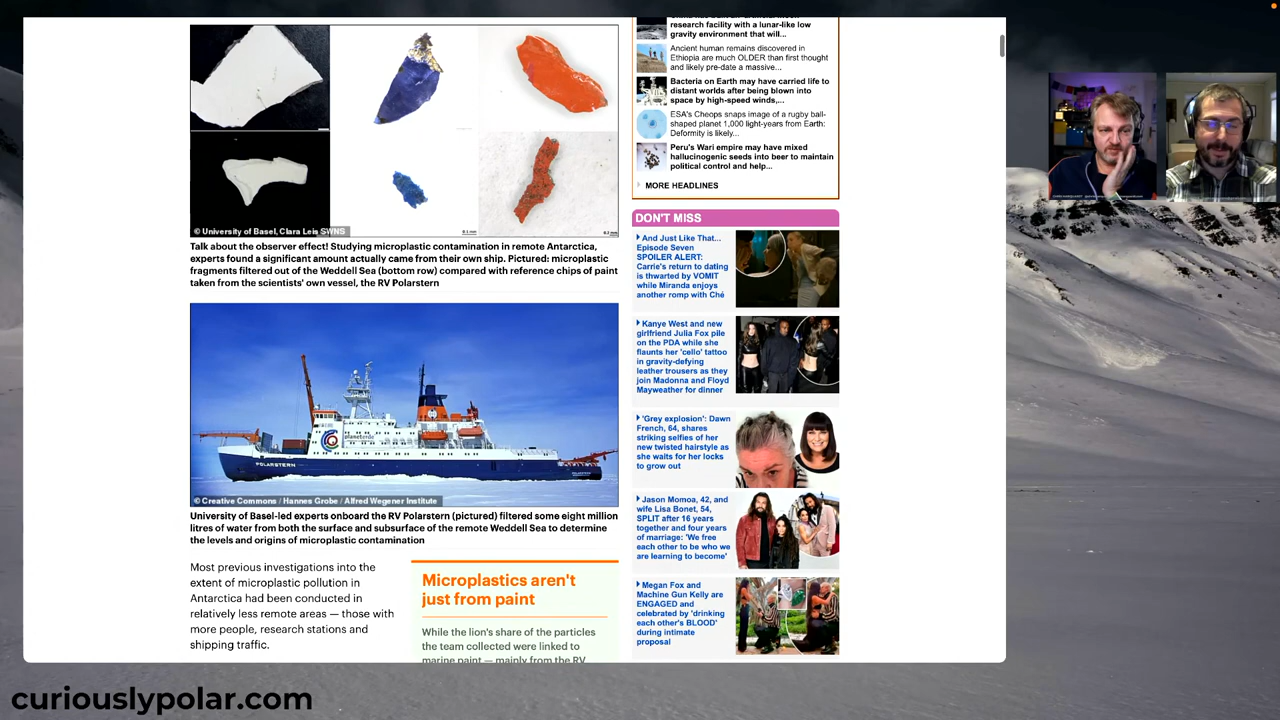 © University of Basel, Clara Leis SWNS
Talk about the observer effect! Studying microplastic contamination in remote Antarctica,
experts found a significant amount actually came from their own ship. Pictured: microplastic
fragments filtered out of the Weddell Sea (bottom row) compared with reference chips of paint
taken from the scientists' own vessel, the RV Polarstern
POLARSTERN
© Creative Commons / Hannes Grobe / Alfred Wegener Institute
University of Basel-led experts onboard the RV Polarstern (pictured) filtered some eight million
litres of water from both the surface and subsurface of the remote Weddell Sea to determine
the levels and origins of microplastic contamination
Most previous investigations into the
extent of microplastic pollution in
Antarctica had been conducted in
relatively less remote areas — those with
more people, research stations and
shipping traffic.
Microplastics aren't
just from paint
While the lion's share of the particles
the team collected were linked to
marine paint — mainly from the RV
research facility with a lunar-like low
gravity environment that will...
Ancient human remains discovered in
Ethiopia are much OLDER than first thought
and likely pre-date a massive...
Bacteria on Earth may have carried life to
distant worlds after being blown into
space by high-speed winds,...
ESA's Cheops snaps image of a rugby ball-
shaped planet 1,000 light-years from Earth:
Deformity is likely...
Peru's Wari empire may have mixed
hallucinogenic seeds into beer to maintain
political control and help...
MORE HEADLINES
DON'T MISS
And Just Like That...
Episode Seven
SPOILER ALERT:
Carrie's return to dating
is thwarted by VOMIT
while Miranda enjoys
another romp with Ché
Kanye West and new
girlfriend Julia Fox pile
on the PDA while she
flaunts her 'cello' tattoo
in gravity-defying
leather trousers as they
join Madonna and Floyd
Mayweather for dinner
'Grey explosion': Dawn
French, 64, shares
striking selfies of her
new twisted hairstyle as
she waits for her locks
to grow out
Jason Momoa, 42, and
wife Lisa Bonet, 54,
SPLIT after 16 years
together and four years
of marriage: 'We free
each other to be who we
are learning to become'
Megan Fox and
Machine Gun Kelly are
ENGAGED and
celebrated by 'drinking
each other's BLOOD'
during intimate
proposal
curiouslypolar.com